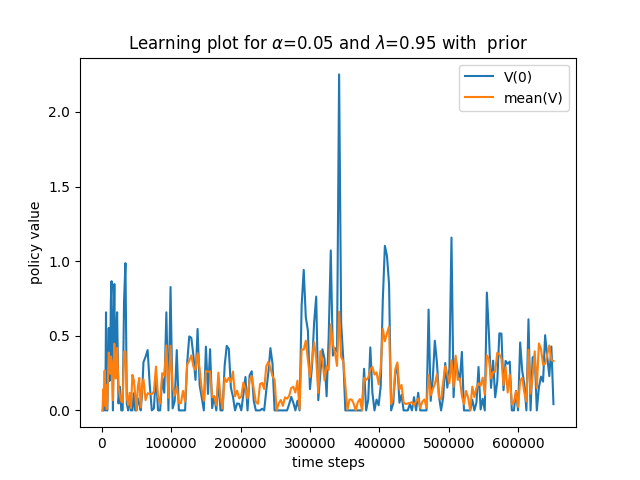 Learning plot for α=0.05 and λ=0.95 with  prior
V(0)
mean(V)
policy value
2.0
1.5
1.0
0.5
0.0
0
100000
200000
300000
400000
500000
600000
time steps